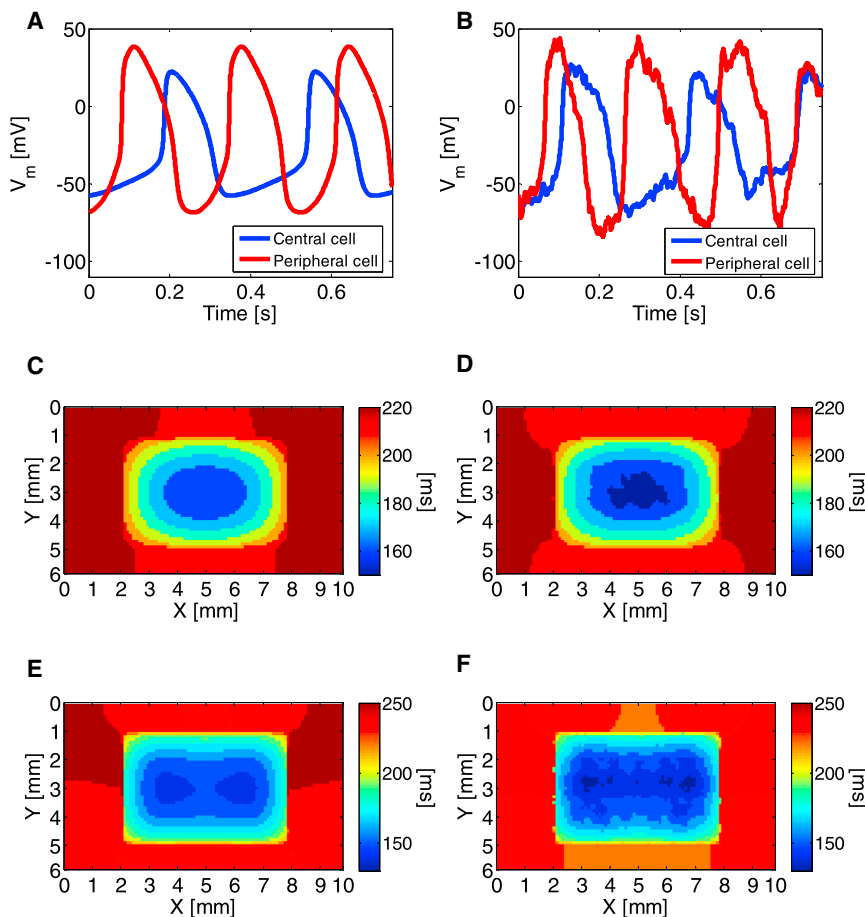 A
50
0
-50
-100
V_m [mV]
0 0.2 0.4 0.6
Time [s]
Central cell
Peripheral cell
B
50
0
-50
-100
V_m [mV]
0 0.2 0.4 0.6
Time [s]
Central cell
Peripheral cell
C
0
1
2
3
4
5
6
Y [mm]
0 1 2 3 4 5 6 7 8 9 10
X [mm]
220
200
180
160
[ms]
D
0
1
2
3
4
5
6
Y [mm]
0 1 2 3 4 5 6 7 8 9 10
X [mm]
220
200
180
160
[ms]
E
0
1
2
3
4
5
6
Y [mm]
0 1 2 3 4 5 6 7 8 9 10
X [mm]
250
200
150
[ms]
F
0
1
2
3
4
5
6
Y [mm]
0 1 2 3 4 5 6 7 8 9 10
X [mm]
250
200
150
[ms]